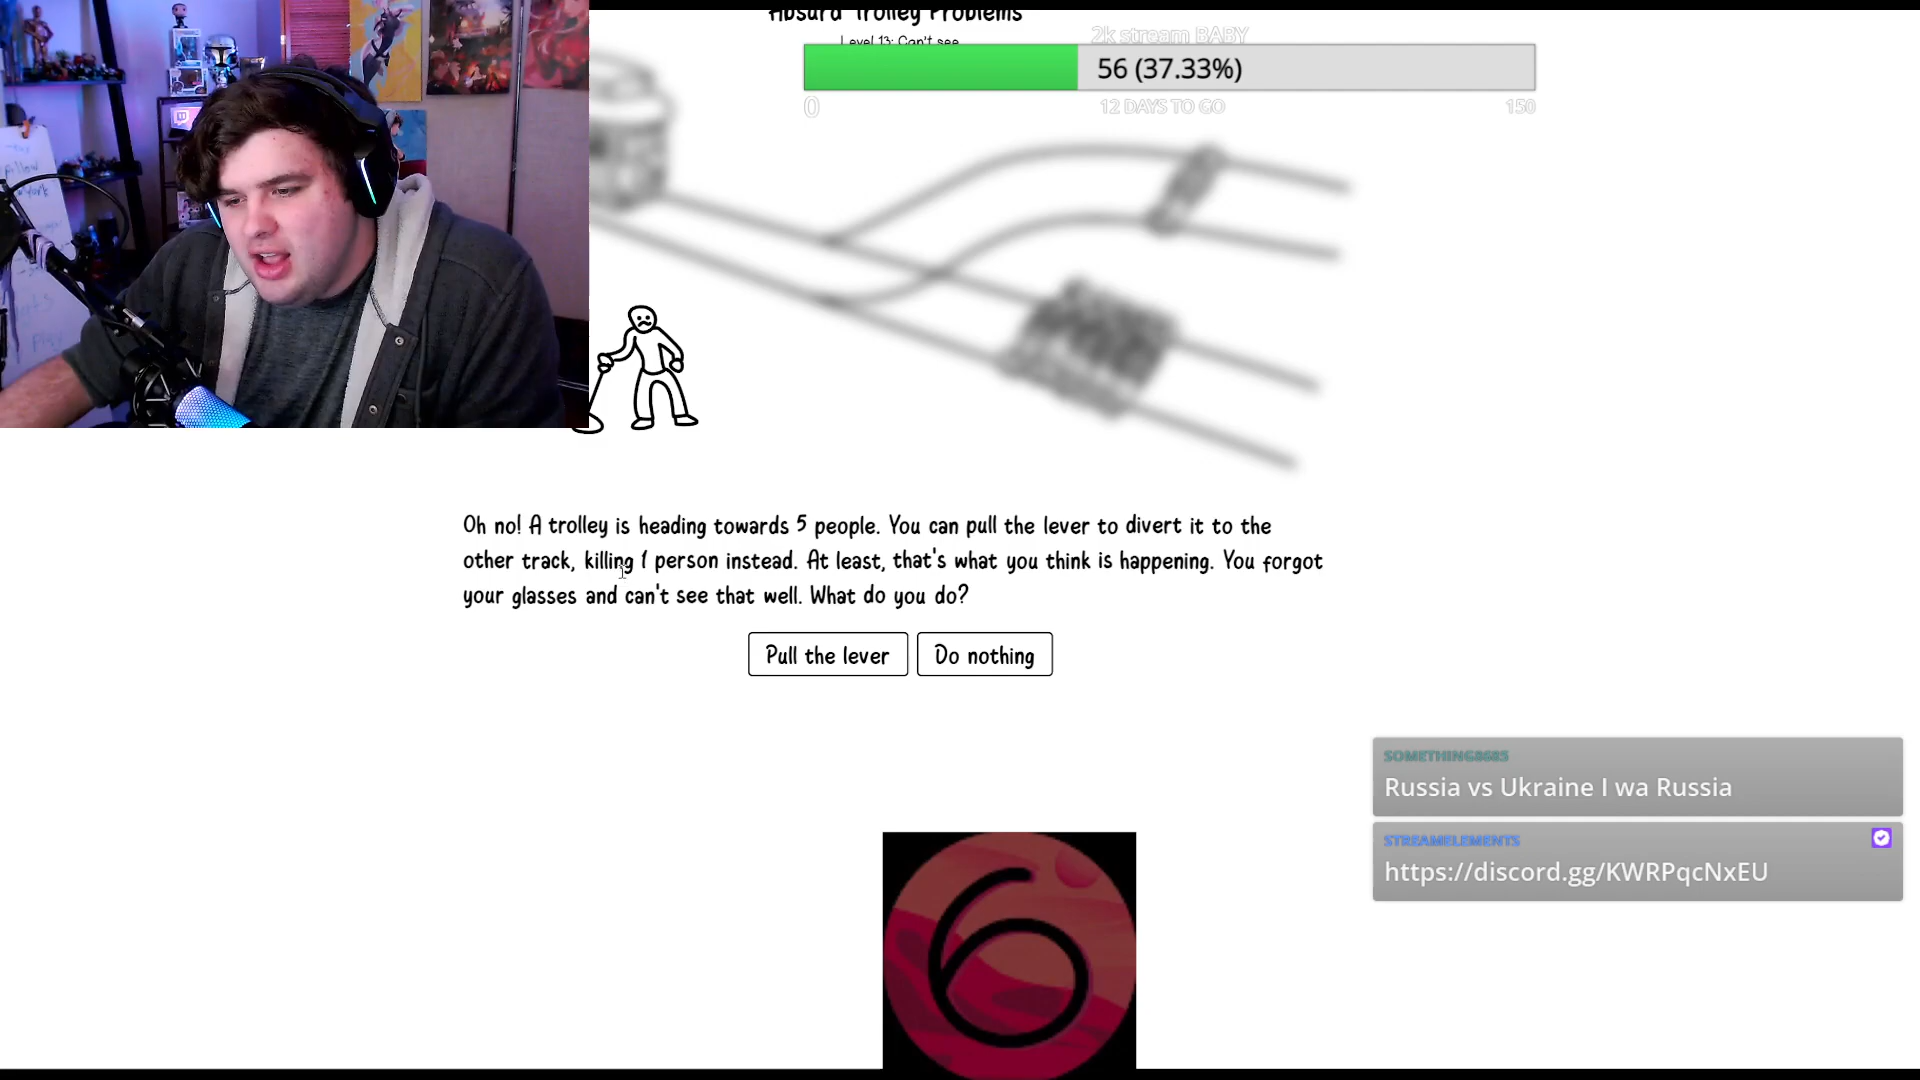 Absurd Trolley Problems
Level 13: Can't see
2k stream BABY
56 (37.33%)
0
12 DAYS TO GO
150
Oh no! A trolley is heading towards 5 people. You can pull the lever to divert it to the
other track, killing 1 person instead. At least, that's what you think is happening. You forgot
your glasses and can't see that well. What do you do?
Pull the lever
Do nothing
SOMETHING8685
Russia vs Ukraine I wa Russia
STREAMELEMENTS
https://discord.gg/KWRPqcNxEU
6